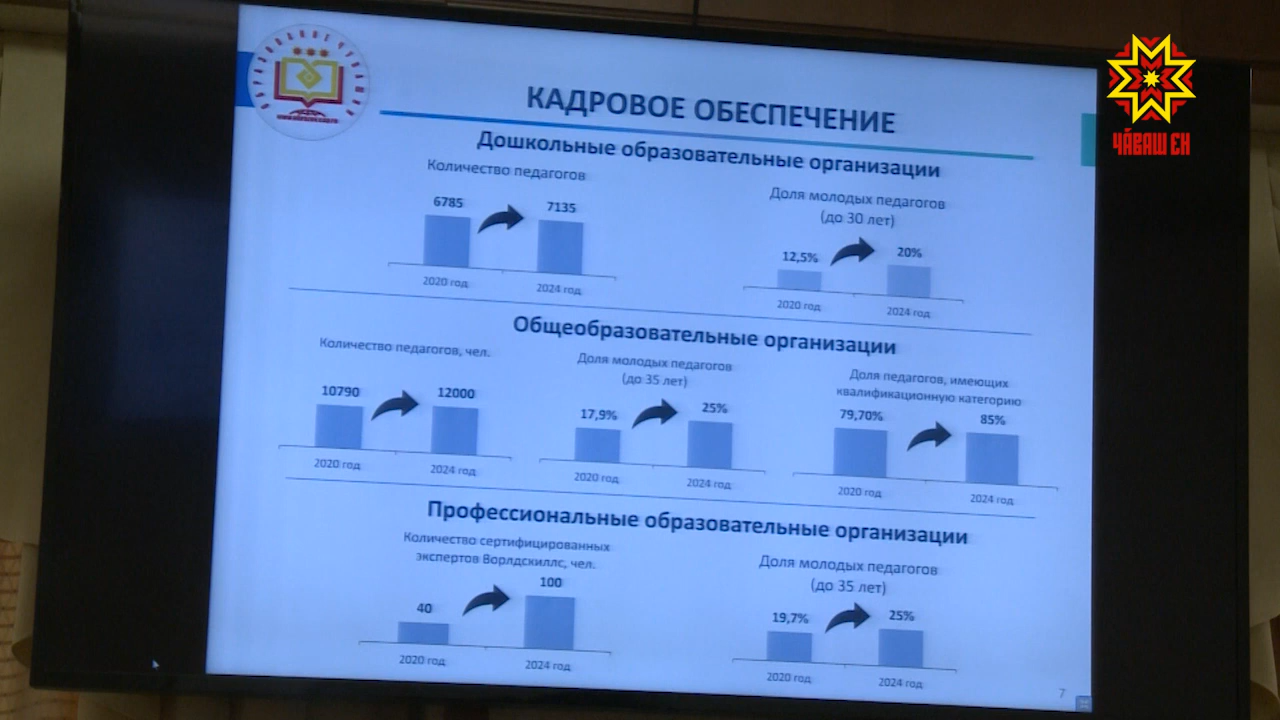 КАДРОВОЕ ОБЕСПЕЧЕНИЕ
ЧӐВАШ ЕН
Дошкольные образовательные организации
Количество педагогов
6785
7135
2020 год
2024 год
Доля молодых педагогов
(до 30 лет)
12,5%
20%
2020 год
2024 год
Общеобразовательные организации
Количество педагогов, чел.
10790
12000
2020 год
2024 год
Доля молодых педагогов
(до 35 лет)
17,9%
25%
2020 год
2024 год
Доля педагогов, имеющих
квалификационную категорию
79,70%
85%
2020 год
2024 год
Профессиональные образовательные организации
Количество сертифицированных
экспертов Ворлдскиллс, чел.
40
100
2020 год
2024 год
Доля молодых педагогов
(до 35 лет)
19,7%
25%
2020 год
2024 год
7